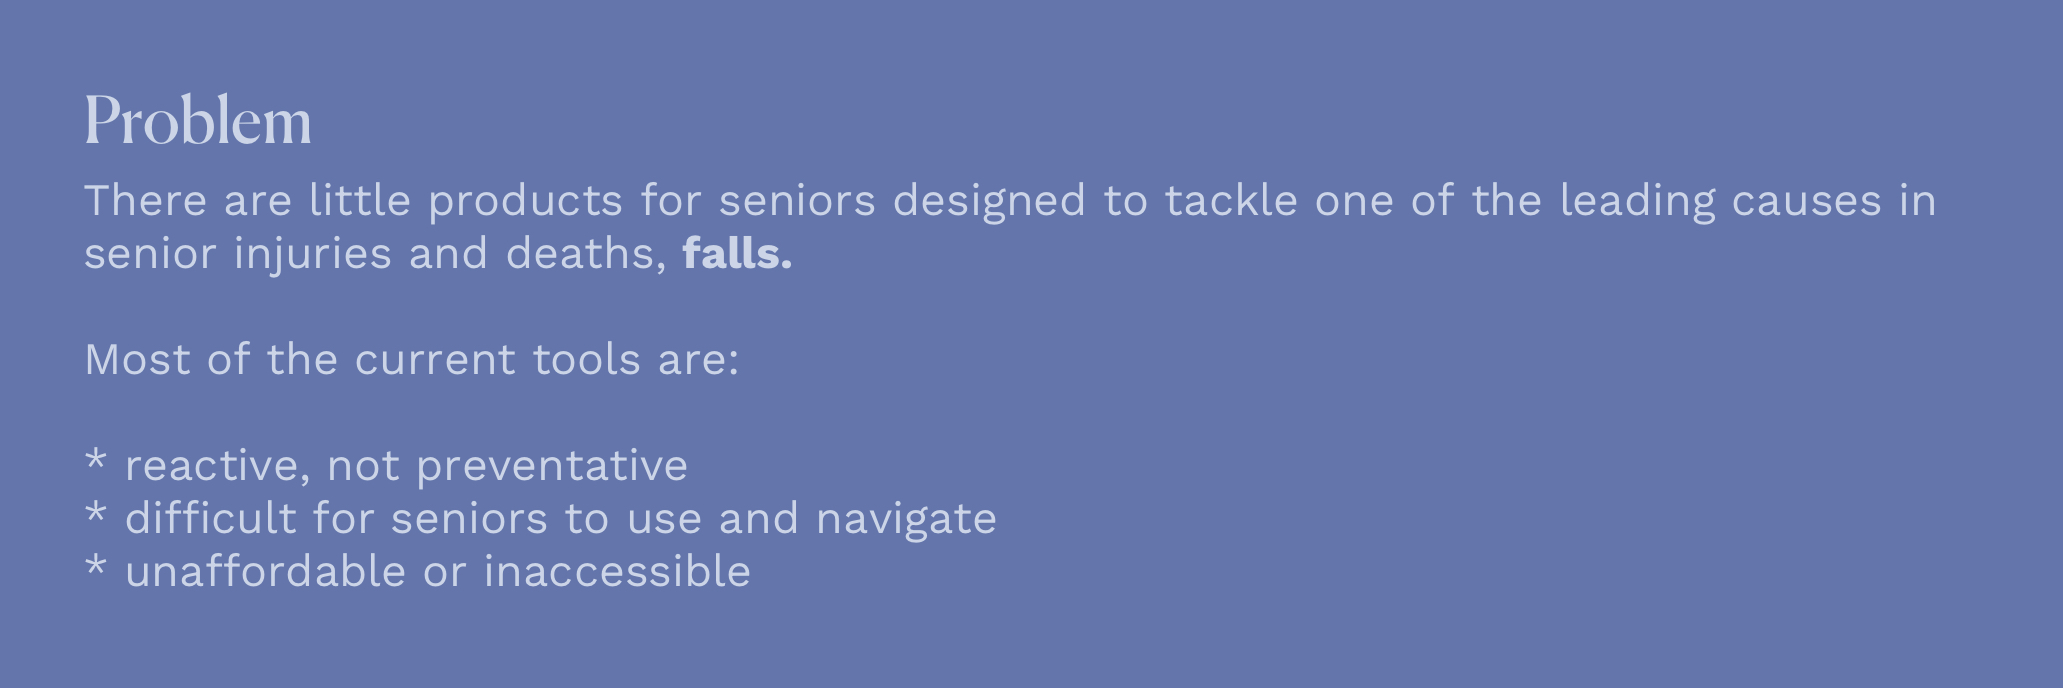 Problem
There are little products for seniors designed to tackle one of the leading causes in
senior injuries and deaths, falls.
Most of the current tools are:
* reactive, not preventative
* difficult for seniors to use and navigate
* unaffordable or inaccessible